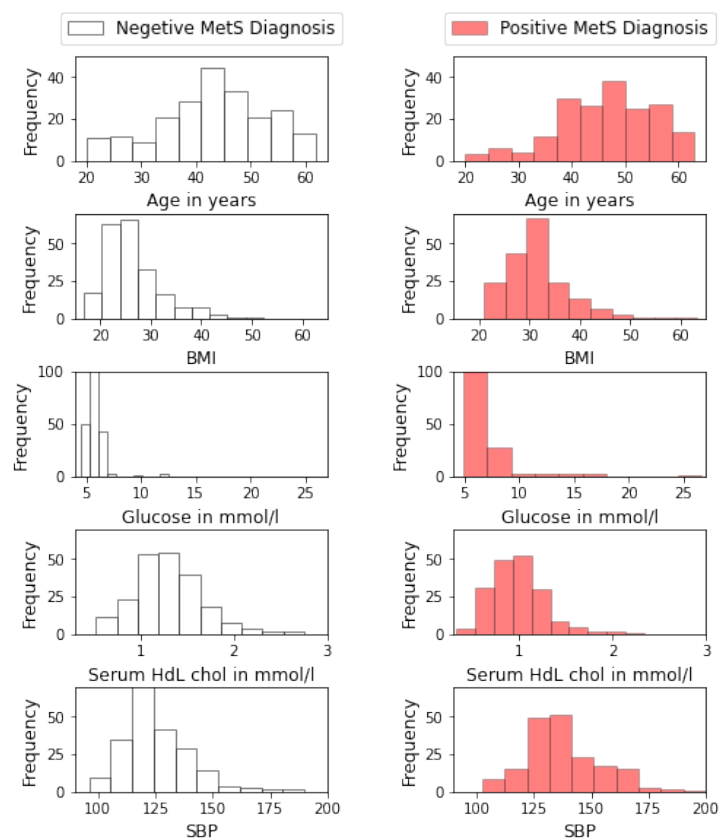 Negetive MetS Diagnosis
Positive MetS Diagnosis
Frequency
40
20
0
20 30 40 50 60
Age in years
Frequency
40
20
0
20 30 40 50 60
Age in years
Frequency
50
25
0
20 30 40 50 60
BMI
Frequency
50
25
0
20 30 40 50 60
BMI
Frequency
100
50
0
5 10 15 20 25
Glucose in mmol/l
Frequency
100
50
0
5 10 15 20 25
Glucose in mmol/l
Frequency
50
25
0
1 2 3
Serum HdL chol in mmol/l
Frequency
50
25
0
1 2 3
Serum HdL chol in mmol/l
Frequency
50
25
0
100 125 150 175 200
SBP
Frequency
50
25
0
100 125 150 175 200
SBP